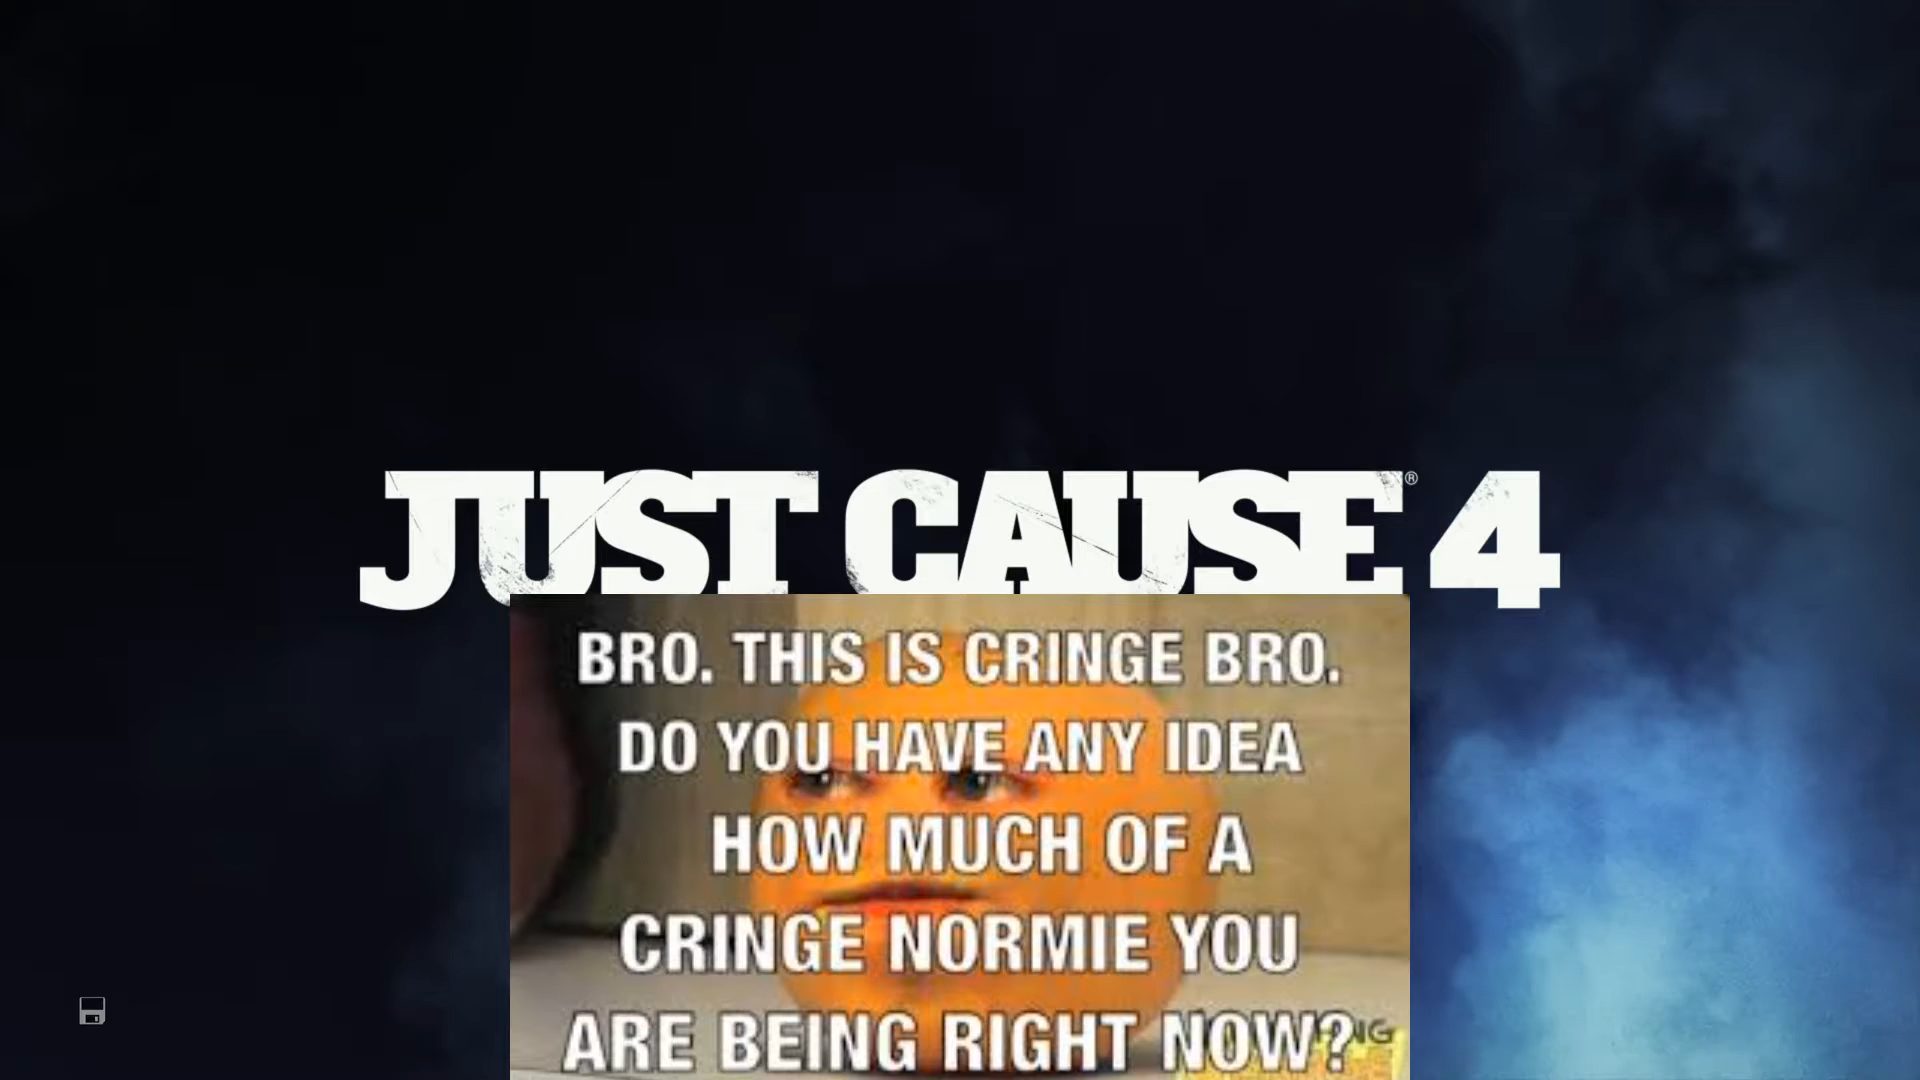 JUST CAUSE 4
®
BRO. THIS IS CRINGE BRO.
DO YOU HAVE ANY IDEA
HOW MUCH OF A
CRINGE NORMIE YOU
ARE BEING RIGHT NOW?